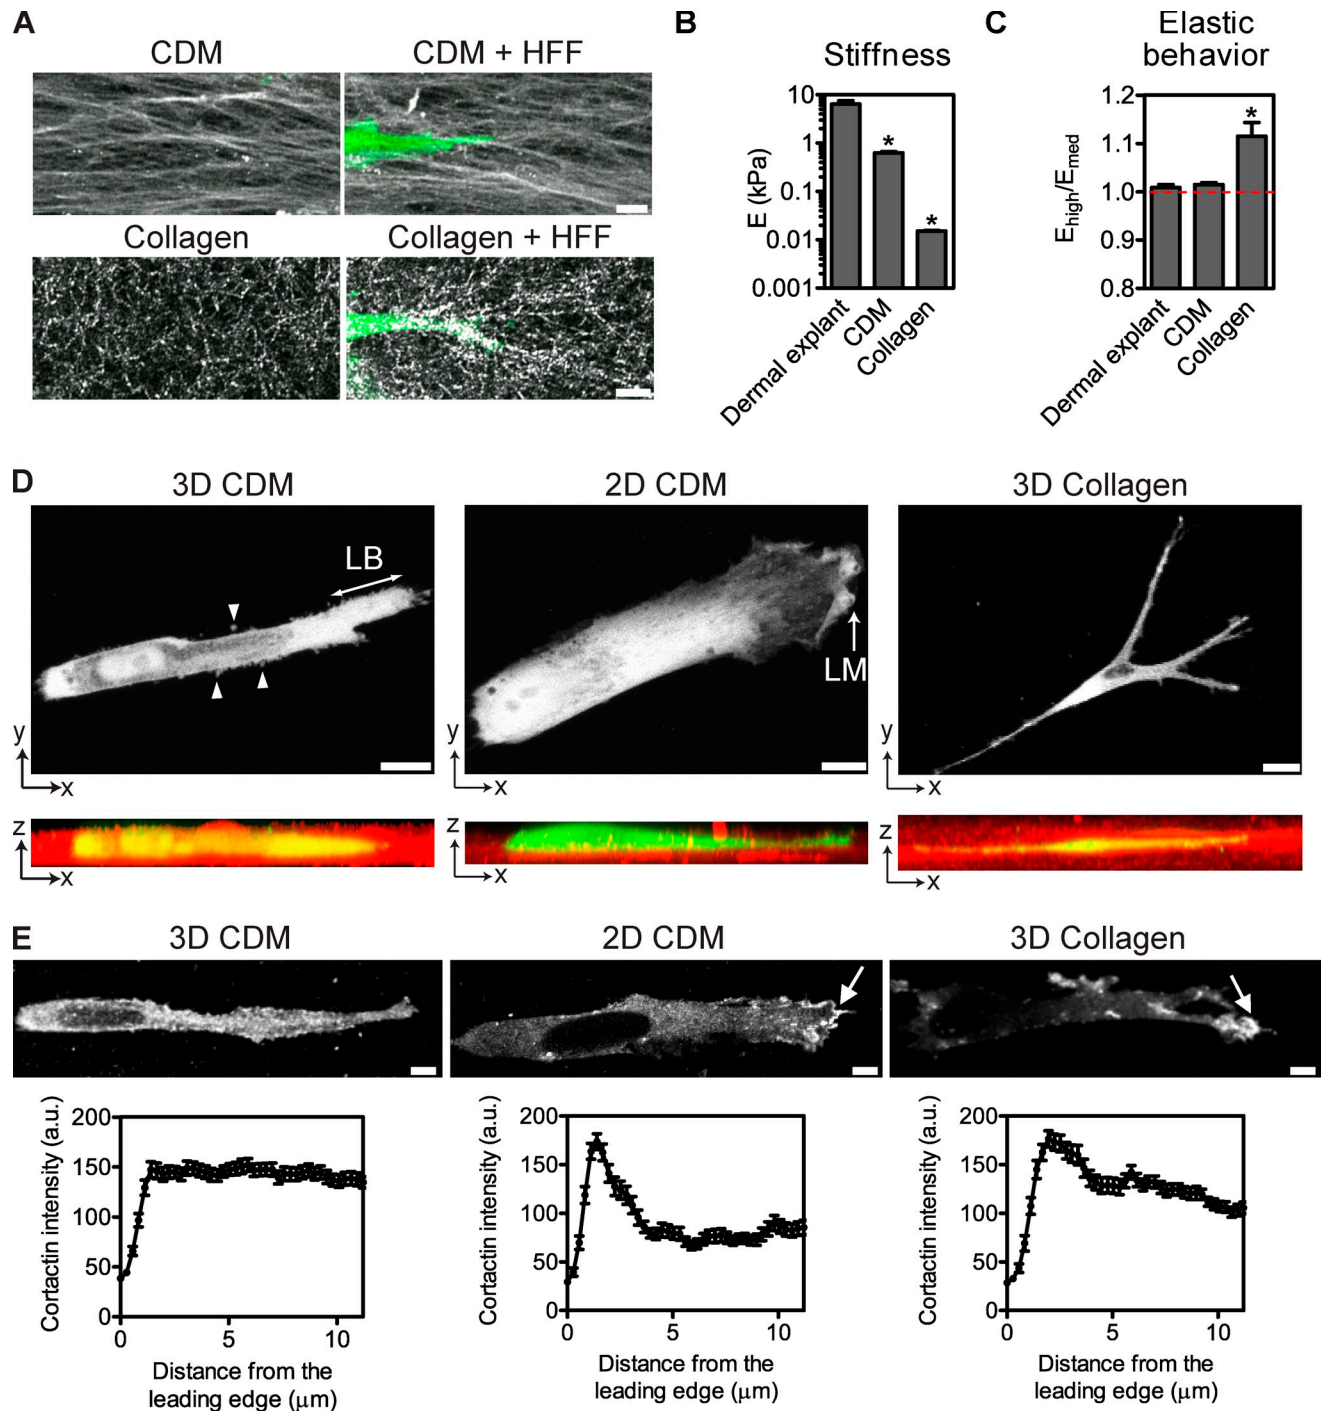 A
CDM
CDM + HFF
Collagen
Collagen + HFF
B
Stiffness
E (kPa)
10
1
0.1
0.01
0.001
*
*
Dermal explant
CDM
Collagen
C
Elastic
behavior
Ehigh/Emed
1.2
1.1
1.0
0.9
0.8
*
Dermal explant
CDM
Collagen
D
3D CDM
2D CDM
3D Collagen
LB
LM
y
x
y
x
y
x
z
x
z
x
z
x
E
3D CDM
2D CDM
3D Collagen
Cortactin intensity (a.u.)
200
150
100
50
0
0
5
10
Distance from the
leading edge (μm)
Cortactin intensity (a.u.)
200
150
100
50
0
0
5
10
Distance from the
leading edge (μm)
Cortactin intensity (a.u.)
200
150
100
50
0
0
5
10
Distance from the
leading edge (μm)